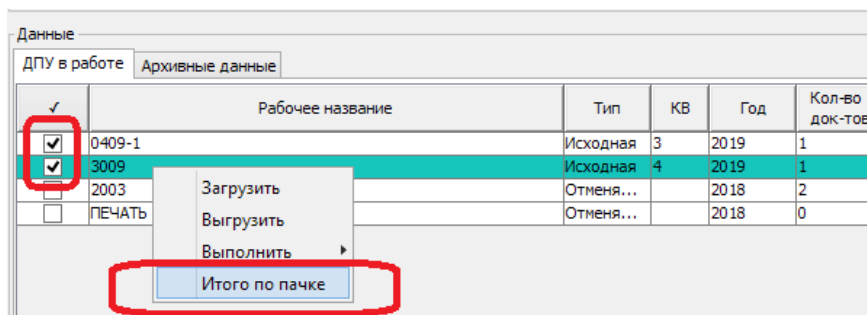 Данные
ДПУ в работе Архивные данные
✓ Рабочее название Тип КВ Год Кол-во док-тов
0409-1 Исходная 3 2019 1
3009 Исходная 4 2019 1
2003 Отменя... 2018 2
ПЕЧАТЬ Отменя... 2018 0
Загрузить
Выгрузить
Выполнить
Итого по пачке